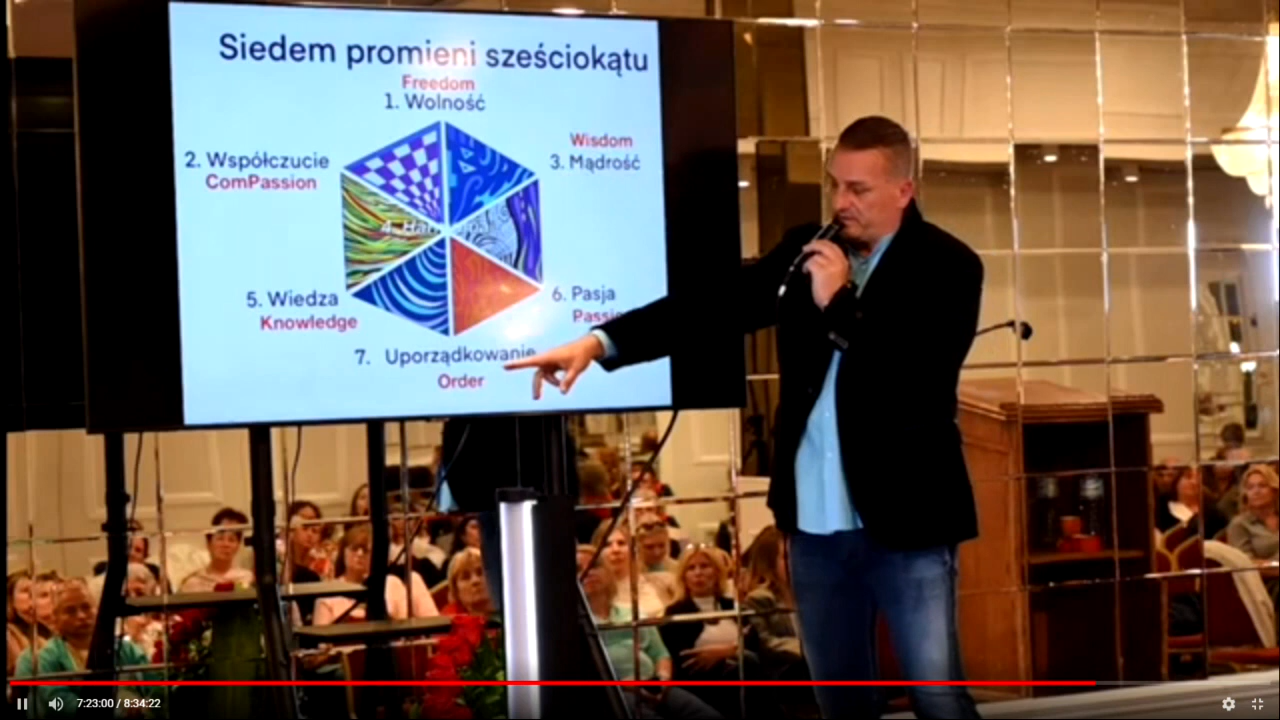 Siedem promieni sześciokątu
Freedom
1. Wolność
Wisdom
2. Współczucie
3. Mądrość
ComPassion
5. Wiedza
6. Pasja
Knowledge
7. Uporządkowanie
Order
7:23:00 / 8:34:22